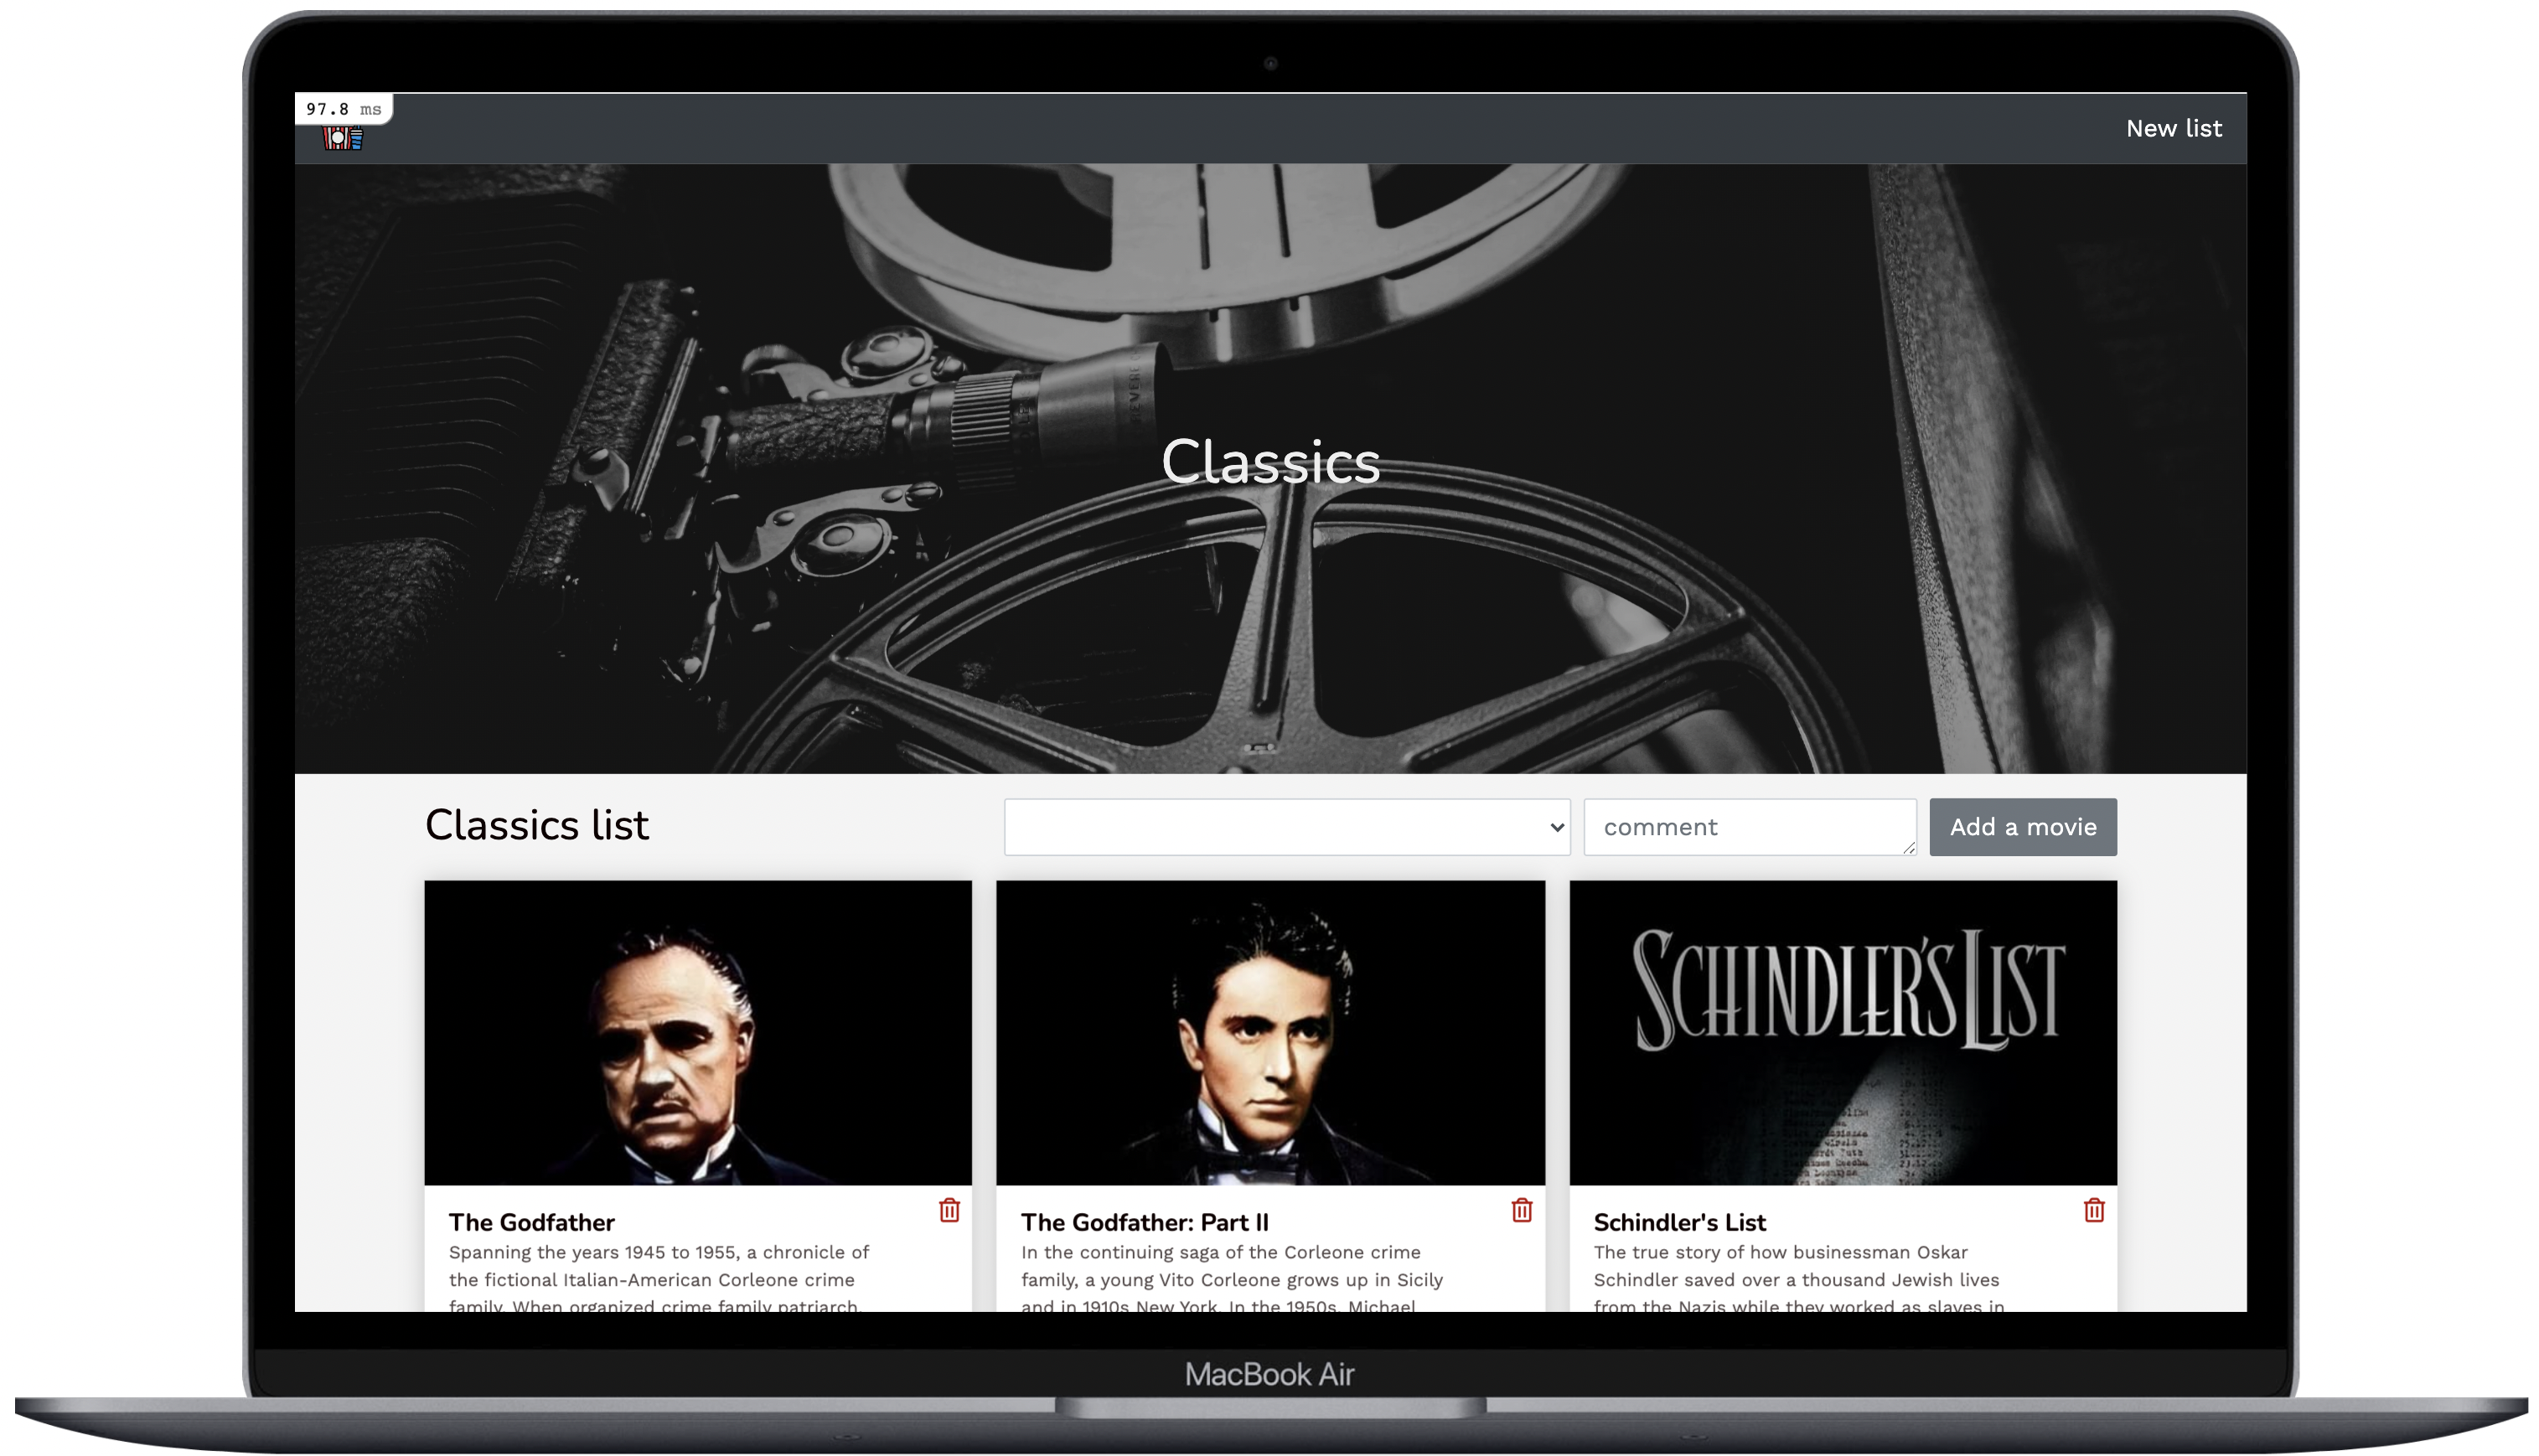 97.8 ms
New list
REVERE
Classics
Classics list
comment
Add a movie
SCHINDLER'S LIST
The Godfather
Spanning the years 1945 to 1955, a chronicle of
the fictional Italian-American Corleone crime
family. When organized crime family patriarch,
The Godfather: Part II
In the continuing saga of the Corleone crime
family, a young Vito Corleone grows up in Sicily
and in 1910s New York. In the 1950s, Michael
Schindler's List
The true story of how businessman Oskar
Schindler saved over a thousand Jewish lives
from the Nazis while they worked as slaves in
MacBook Air